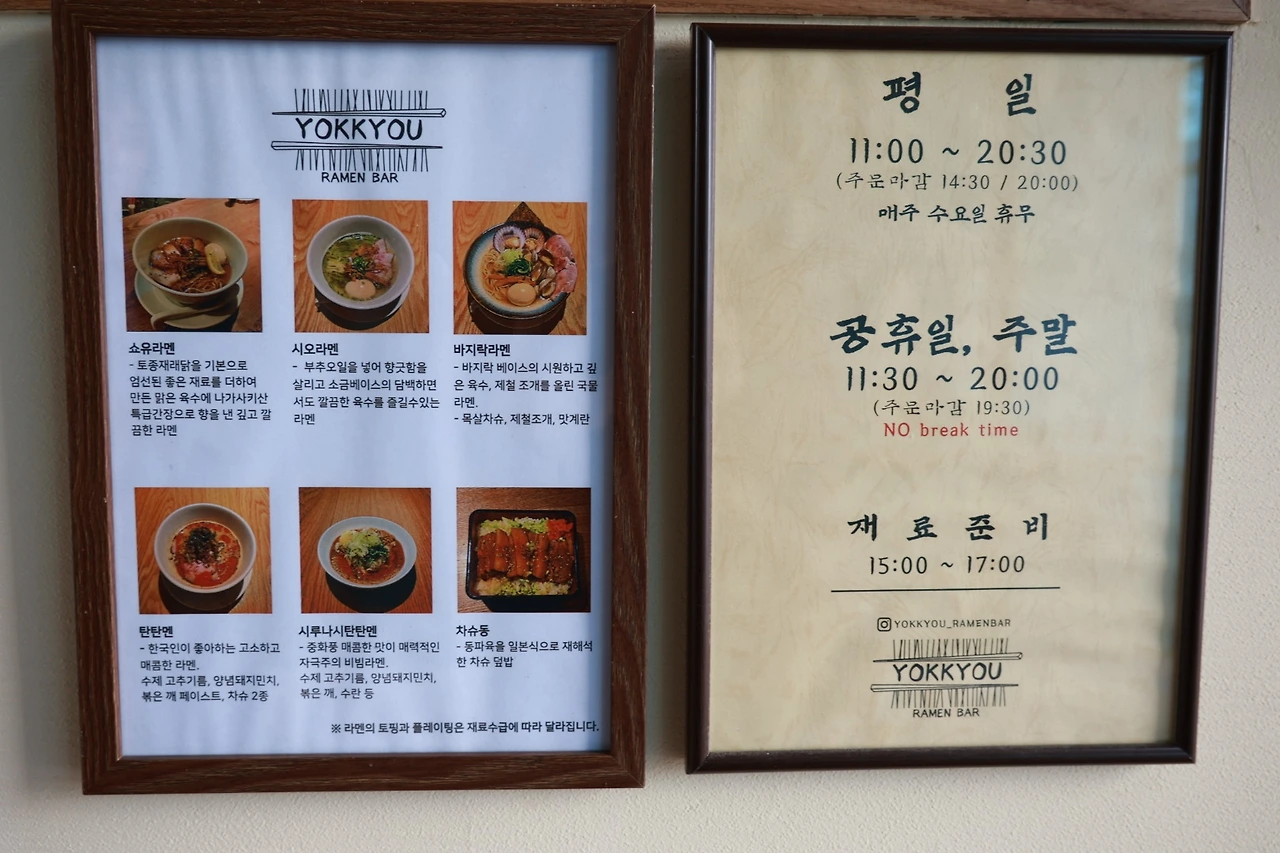 YOKKYOU
RAMEN BAR
쇼유라멘
- 토종재래닭을 기본으로
엄선된 좋은 재료를 더하여
만든 맑은 육수에 나가사키산
특급간장으로 향을 낸 깊고 깔
끔한 라멘
시오라멘
- 부추오일을 넣어 향긋함을
살리고 소금베이스의 담백하면
서도 깔끔한 육수를 즐길수있는
라멘
바지락라멘
- 바지락 베이스의 시원하고 깊
은 육수, 제철 조개를 올린 국물
라멘.
- 목살차슈, 제철조개, 맛계란
탄탄멘
- 한국인이 좋아하는 고소하고
매콤한 라멘.
수제 고추기름, 양념돼지민치,
볶은 깨 페이스트, 차슈 2종
시루나시탄탄멘
- 중화풍 매콤한 맛이 매력적인
자극주의 비빔라멘.
수제 고추기름, 양념돼지민치,
볶은 깨, 수란 등
차슈동
- 동파육을 일본식으로 재해석
한 차슈 덮밥
※ 라멘의 토핑과 플레이팅은 재료수급에 따라 달라집니다.
평 일
11:00 ~ 20:30
(주문마감 14:30 / 20:00)
매주 수요일 휴무
공휴일, 주말
11:30 ~ 20:00
(주문마감 19:30)
NO break time
재 료 준 비
15:00 ~ 17:00
YOKKYOU_RAMENBAR
YOKKYOU
RAMEN BAR